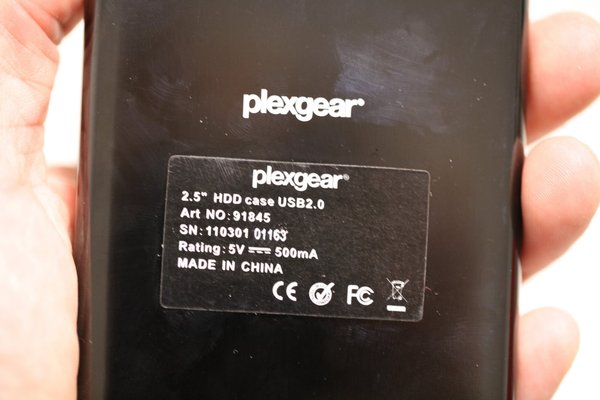 plexgear®
plexgear®
2.5" HDD case USB2.0
Art NO: 91845
SN: 110301 01163
Rating: 5V ⎓ 500mA
MADE IN CHINA
CE FC